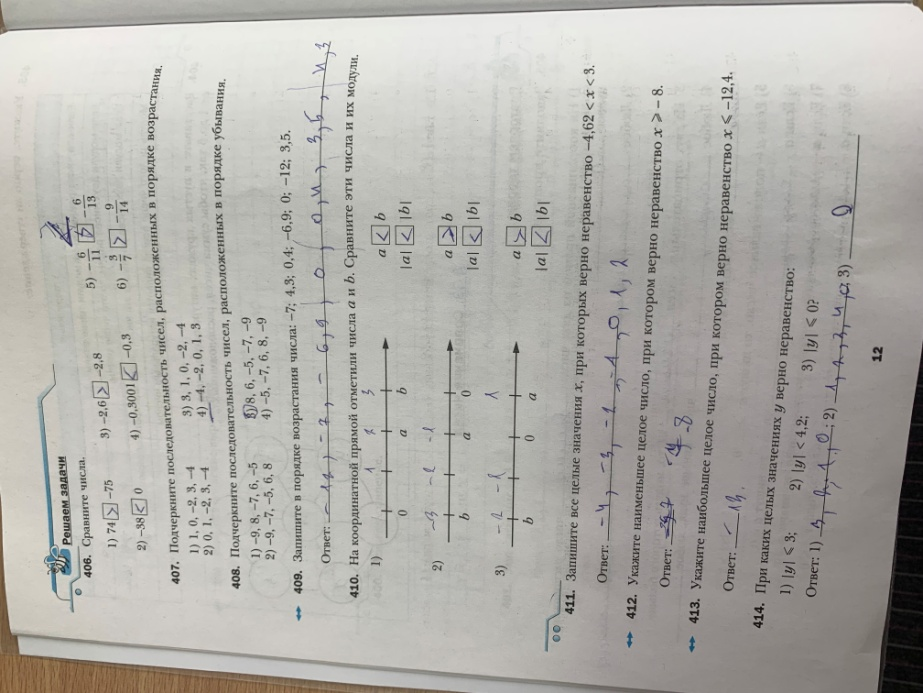 Решаем задачи
406. Сравните числа.
1) 74 > −75
3) −2,6 > −2,8
5) −6/11 > −6/13
2) −38 < 0
4) −0,3001 < −0,3
6) −3/7 > −9/14
407. Подчеркните последовательность чисел, расположенных в порядке возрастания.
1) 1, 0, −2, 3, −4
3) 3, 1, 0, −2, −4
2) 0, 1, −2, 3, −4
4) −4, −2, 0, 1, 3
408. Подчеркните последовательность чисел, расположенных в порядке убывания.
1) −9, 8, −7, 6, −5
3) 8, 6, −5, −7, −9
2) −9, −7, −5, 6, 8
4) −5, −7, 6, 8, −9
409. Запишите в порядке возрастания числа: −7; 4,3; 0,4; −6,9; 0; −12; 3,5.
Ответ: −12, −7, −6,9, 0, 0,4, 3,5, 4,3
410. На координатной прямой отметили числа a и b. Сравните эти числа и их модули.
1)
1 2 3
0 a b
a < b
|a| < |b|
2)
−3 −2 −1
b a 0
a > b
|a| < |b|
3)
−2 −1 1
b 0 a
a > b
|a| < |b|
411. Запишите все целые значения x, при которых верно неравенство −4,62 < x < 3.
Ответ: −4, −3, −2, −1, 0, 1, 2
412. Укажите наименьшее целое число, при котором верно неравенство x ⩾ − 8.
Ответ: −8
413. Укажите наибольшее целое число, при котором верно неравенство x ⩽ −12,4.
Ответ: −13.
414. При каких целых значениях y верно неравенство:
1) |y| ⩽ 3; 2) |y| < 4,2; 3) |y| ⩽ 0?
Ответ: 1) 3, 2, 1, 0; 2) 1, 2, 3, 4, 0; 3) 0
12